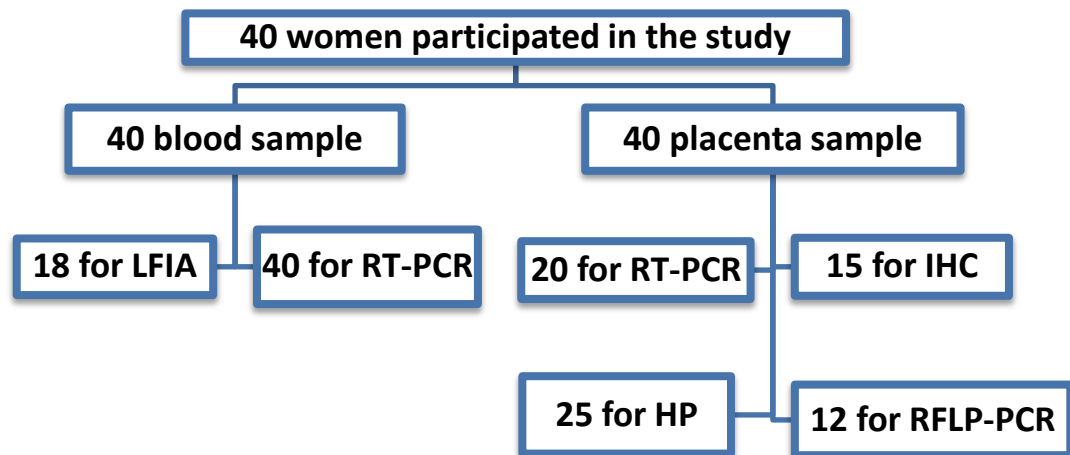 40 women participated in the study
40 blood sample
40 placenta sample
18 for LFIA
40 for RT-PCR
20 for RT-PCR
15 for IHC
25 for HP
12 for RFLP-PCR